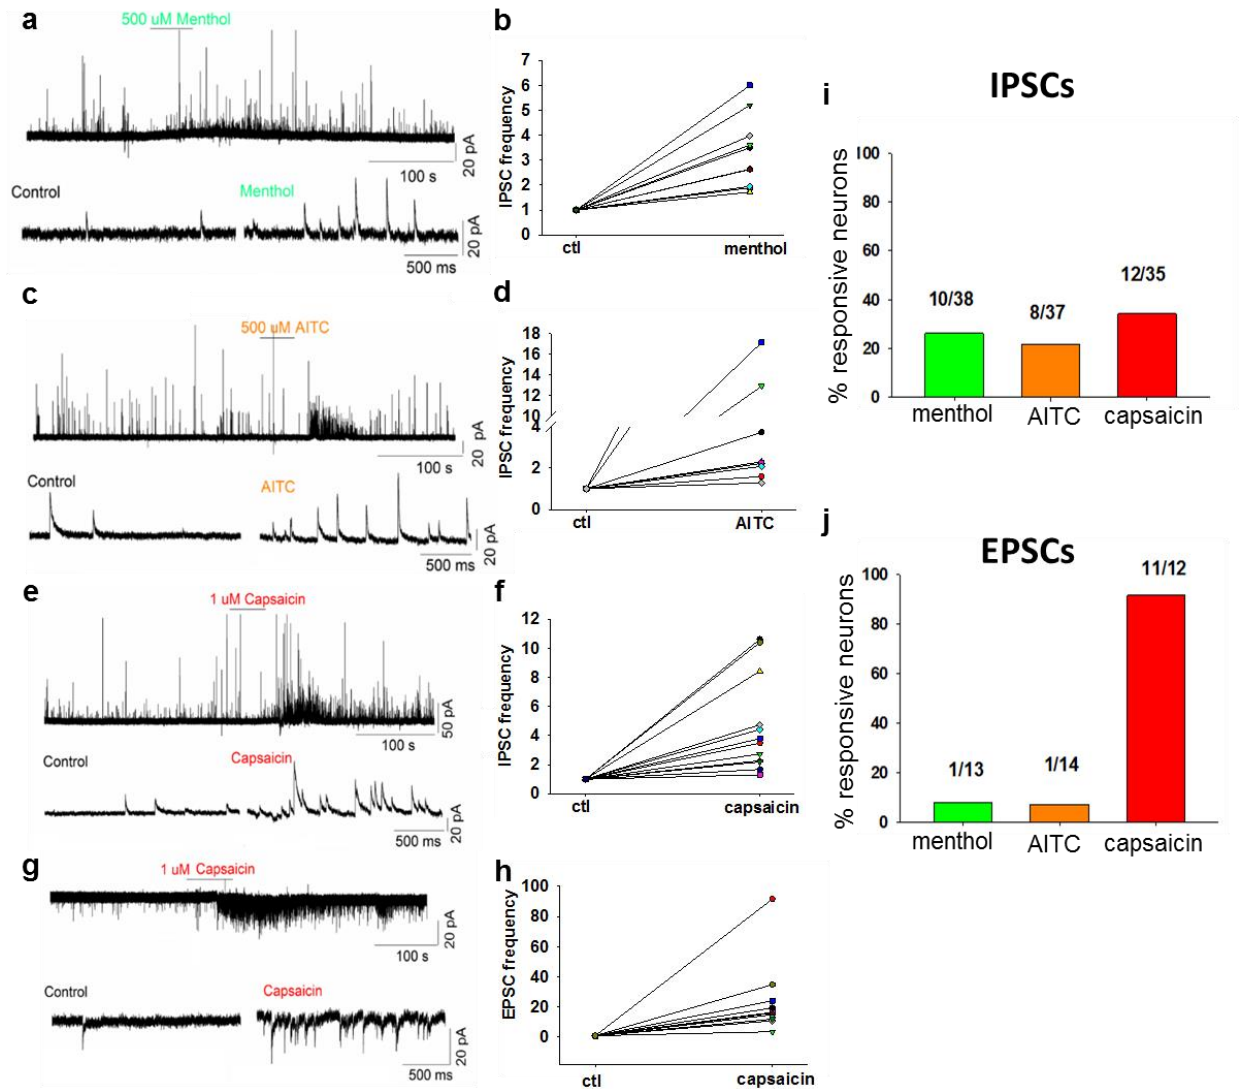 a
500 uM Menthol
20 pA
100 s
Control
Menthol
20 pA
500 ms
b
7
6
5
4
3
2
1
0
IPSC frequency
ctl
menthol
c
500 uM AITC
20 pA
100 s
Control
AITC
20 pA
500 ms
d
18
16
14
12
10
4
2
0
IPSC frequency
ctl
AITC
e
1 uM Capsaicin
50 pA
100 s
Control
Capsaicin
20 pA
500 ms
f
12
10
8
6
4
2
0
IPSC frequency
ctl
capsaicin
g
1 uM Capsaicin
20 pA
100 s
Control
Capsaicin
20 pA
500 ms
h
100
80
60
40
20
0
EPSC frequency
ctl
capsaicin
i
IPSCs
100
80
60
40
20
0
% responsive neurons
10/38
8/37
12/35
menthol
AITC
capsaicin
j
EPSCs
100
80
60
40
20
0
% responsive neurons
1/13
1/14
11/12
menthol
AITC
capsaicin